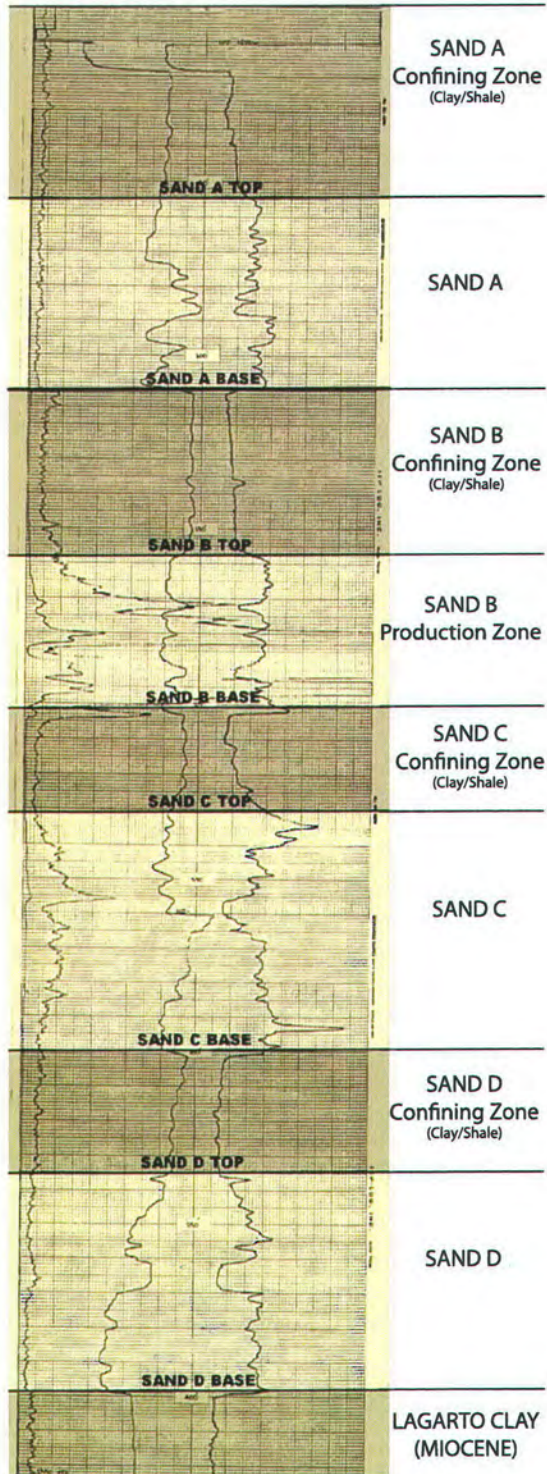 SAND A
Confining Zone
(Clay/Shale)
SAND A TOP
SAND A
SAND A BASE
SAND B
Confining Zone
(Clay/Shale)
SAND B TOP
SAND B
Production Zone
SAND B BASE
SAND C
Confining Zone
(Clay/Shale)
SAND C TOP
SAND C
SAND C BASE
SAND D
Confining Zone
(Clay/Shale)
SAND D TOP
SAND D
SAND D BASE
LAGARTO CLAY
(MIOCENE)